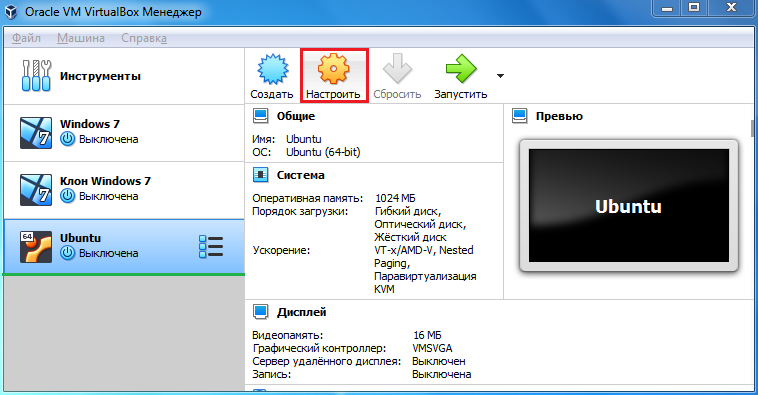 Oracle VM VirtualBox Менеджер
Файл Машина Справка
Инструменты
Создать Настроить Сбросить Запустить
Windows 7
Выключена
Клон Windows 7
Выключена
64
Ubuntu
Выключена
Общие
Имя: Ubuntu
ОС: Ubuntu (64-bit)
Система
Оперативная память: 1024 МБ
Порядок загрузки: Гибкий диск,
Оптический диск,
Жёсткий диск
Ускорение: VT-x/AMD-V, Nested
Paging,
Паравиртуализация
KVM
Дисплей
Видеопамять: 16 МБ
Графический контроллер: VMSVGA
Сервер удалённого дисплея: Выключен
Запись: Выключена
Превью
Ubuntu